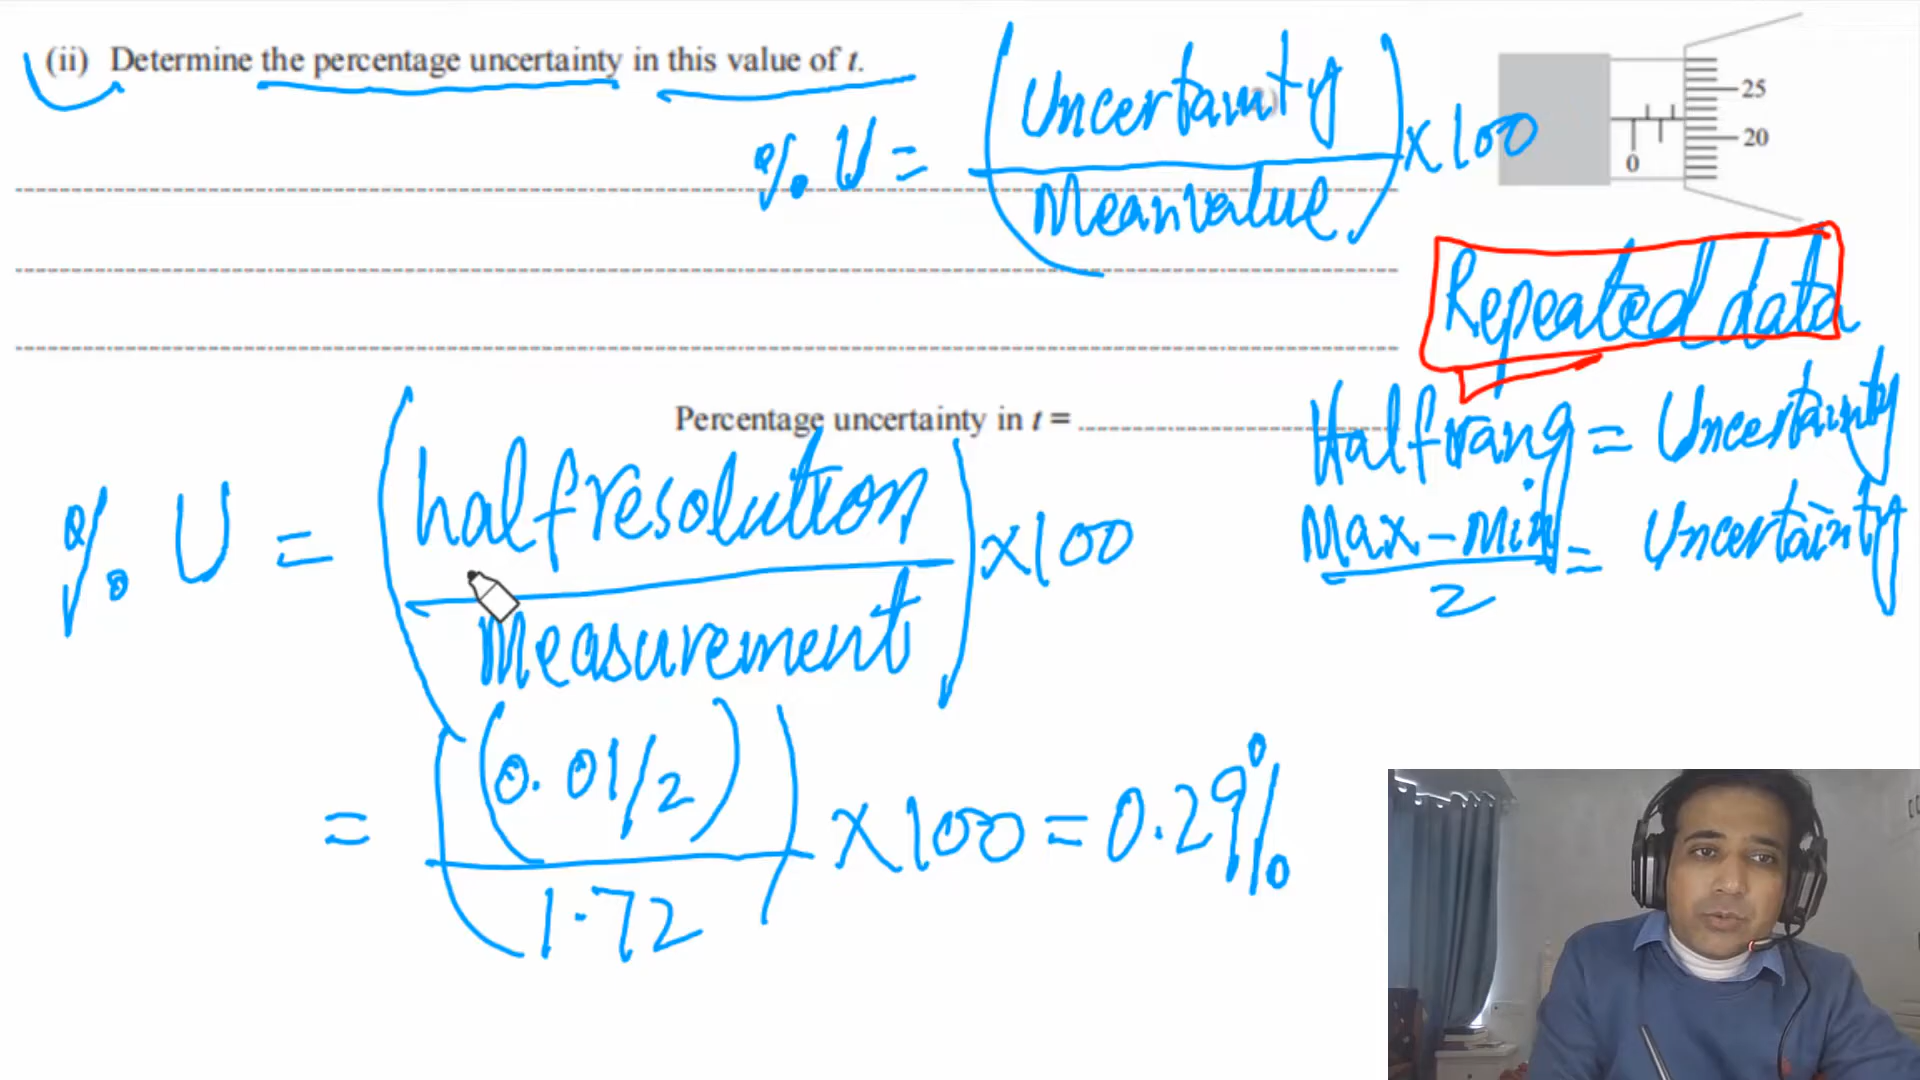 (ii) Determine the percentage uncertainty in this value of t.
% U = (Uncertainty / Mean value) × 100
25
20
0
Repeated data
Percentage uncertainty in t =
Half rang = Uncertainty
Max - Min / 2 = Uncertainty
% U = (half resolution / Measurement) × 100
= ((0.01/2) / 1.72) × 100 = 0.29%